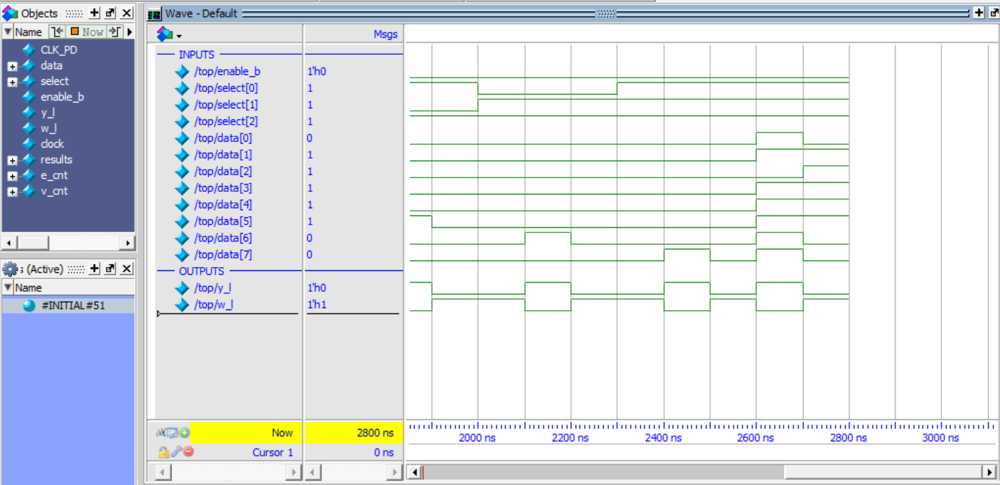 Objects
Name Now
CLK_PD
data
select
enable_b
y_l
w_l
clock
results
e_cnt
v_cnt
; (Active)
Name
#INITIAL#51
Wave - Default
Msgs
INPUTS
/top/enable_b 1'h0
/top/select[0] 1
/top/select[1] 1
/top/select[2] 1
/top/data[0] 0
/top/data[1] 1
/top/data[2] 1
/top/data[3] 1
/top/data[4] 1
/top/data[5] 1
/top/data[6] 0
/top/data[7] 0
OUTPUTS
/top/y_l 1'h0
/top/w_l 1'h1
Now 2800 ns
2000 ns 2200 ns 2400 ns 2600 ns 2800 ns 3000 ns
Cursor 1 0 ns